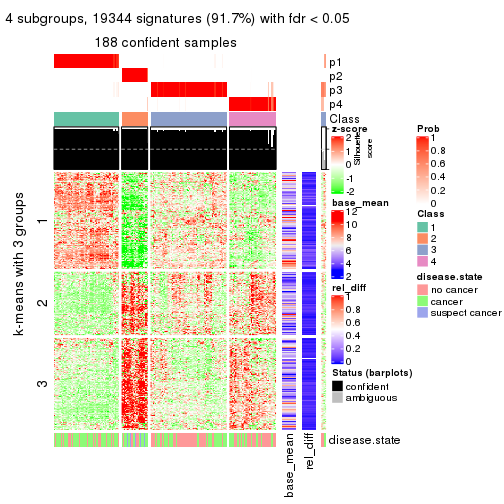 4 subgroups, 19344 signatures (91.7%) with fdr < 0.05
188 confident samples
p1
p2
p3
p4
Class
Silhouette
score
k-means with 3 groups
1
2
3
disease.state
base_mean
rel_diff
z-score
2
1
0
-1
-2
base_mean
12
10
8
6
4
2
rel_diff
1
0.8
0.6
0.4
0.2
0
Status (barplots)
confident
ambiguous
Prob
1
0.8
0.6
0.4
0.2
0
Class
1
2
3
4
disease.state
no cancer
cancer
suspect cancer